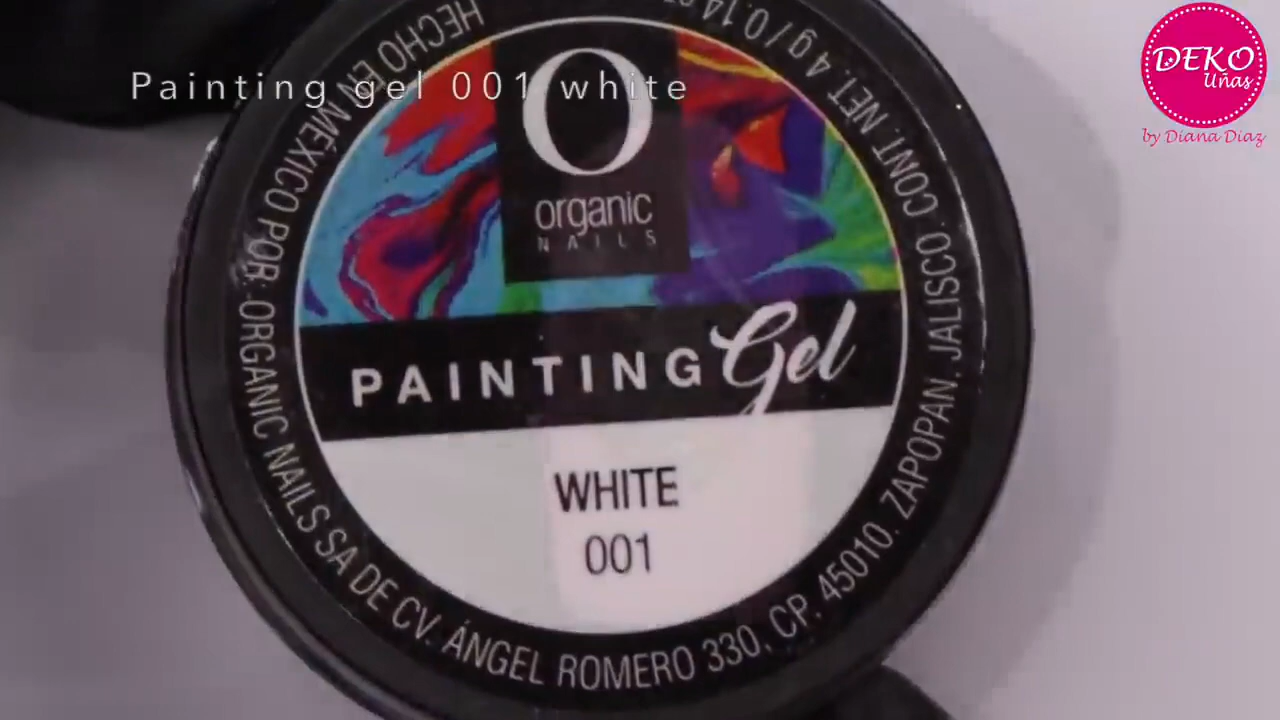 Painting gel 001 white
DEKO
Uñas
by Diana Diaz
O
organic
NAILS
PAINTING Gel
WHITE
001
HECHO EN MÉXICO POR: ORGANIC NAILS SA DE CV. ÁNGEL ROMERO 330, CP. 45010. ZAPOPAN, JALISCO. CONT. NET. 4 g / 0.14